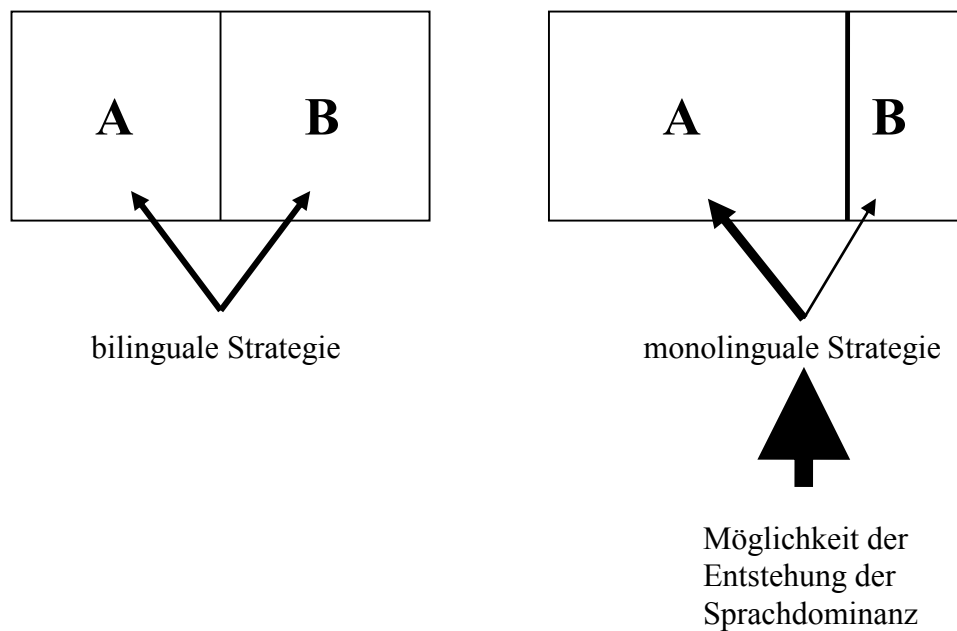 A
B
A
B
bilinguale Strategie
monolinguale Strategie
Möglichkeit der
Entstehung der
Sprachdominanz